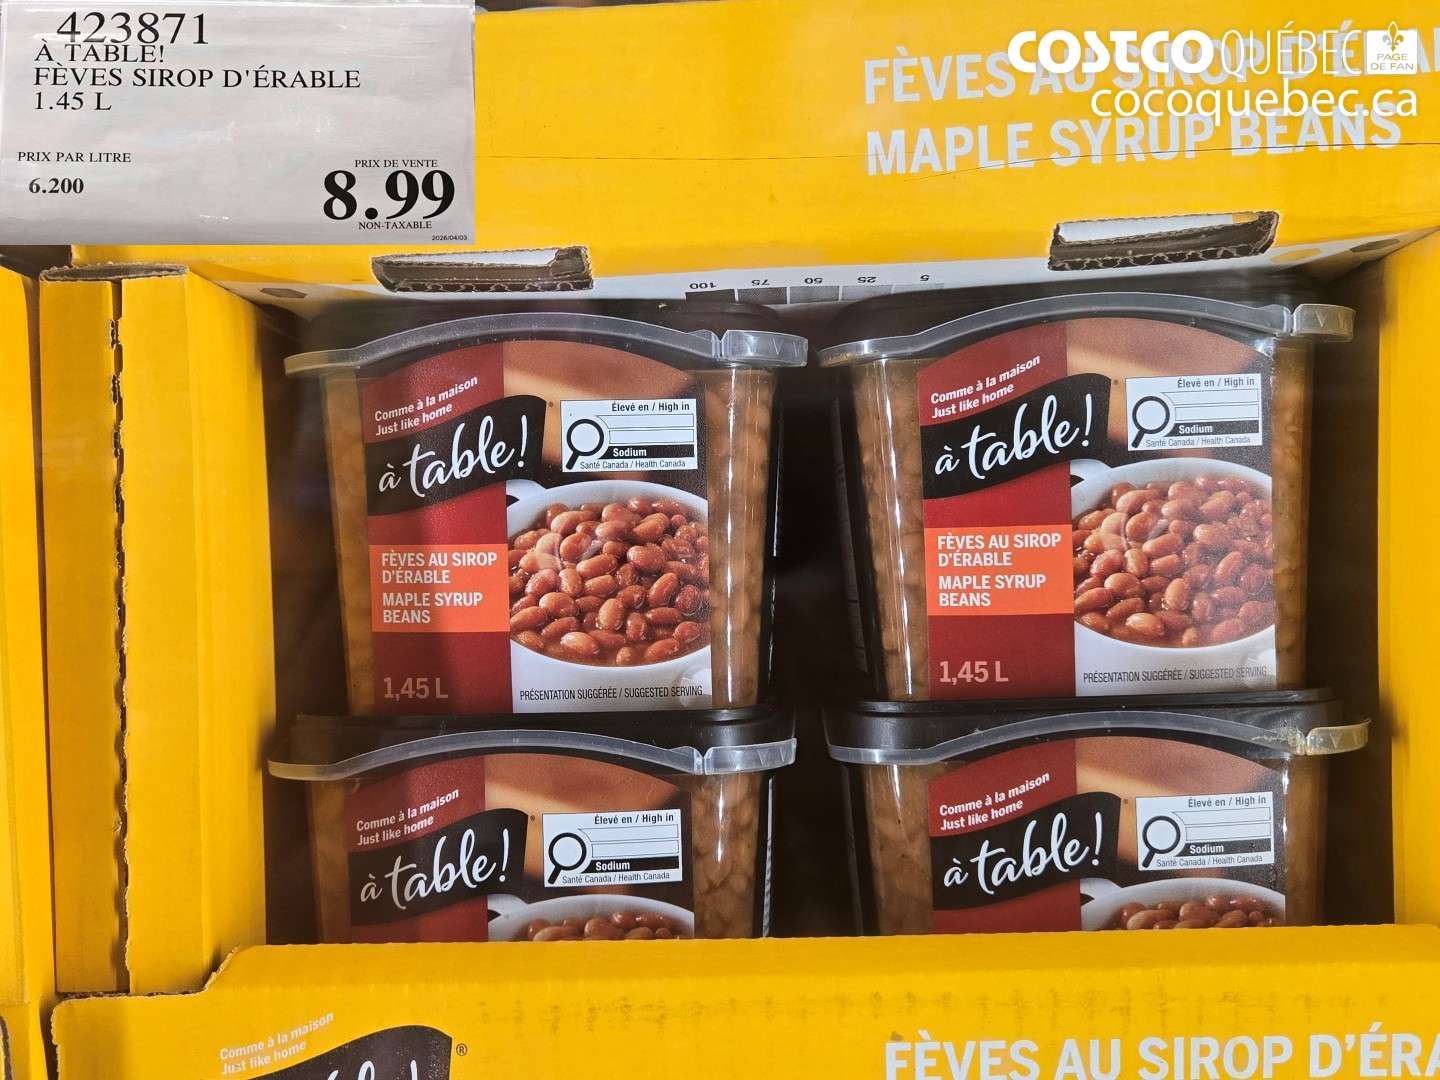 423871
À TABLE!
FÈVES SIROP D'ÉRABLE
1.45 L
PRIX PAR LITRE
6.200
PRIX DE VENTE
8.99
NON-TAXABLE
2026/04/03
COSTCO QUÉBEC
PAGE
DE FAN
cocoquebec.ca
FÈVES AU SIROP D'ÉRA
MAPLE SYRUP BEANS
100 75 50 25 5
Comme à la maison
Just like home
à table!
Élevé en / High in
Sodium
Santé Canada / Health Canada
FÈVES AU SIROP
D'ÉRABLE
MAPLE SYRUP
BEANS
1,45 L
PRÉSENTATION SUGGÉRÉE / SUGGESTED SERVING
Comme à la maison
Just like home
à table!
Élevé en / High in
Sodium
Santé Canada / Health Canada
FÈVES AU SIROP
D'ÉRABLE
MAPLE SYRUP
BEANS
1,45 L
PRÉSENTATION SUGGÉRÉE / SUGGESTED SERVING
Comme à la maison
Just like home
à table!
Élevé en / High in
Sodium
Santé Canada / Health Canada
Comme à la maison
Just like home
à table!
Élevé en / High in
Sodium
Santé Canada / Health Canada
Comme à la maison
Just like home
®
FÈVES AU SIROP D'ÉRA